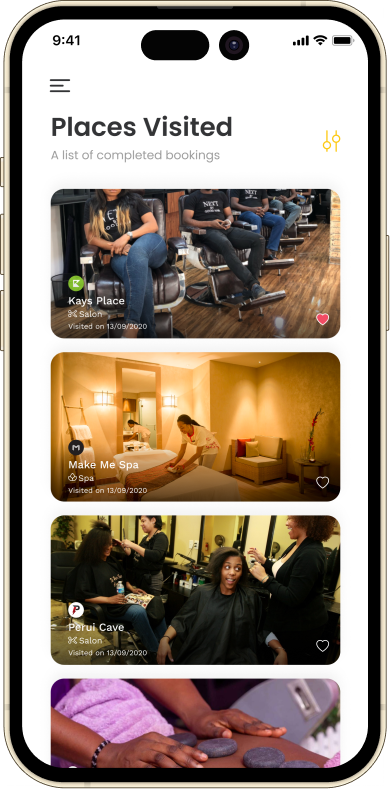 9:41
Places Visited
A list of completed bookings
Kays Place
Salon
Visited on 13/09/2020
Make Me Spa
Spa
Visited on 13/09/2020
Perui Cave
Salon
Visited on 13/09/2020